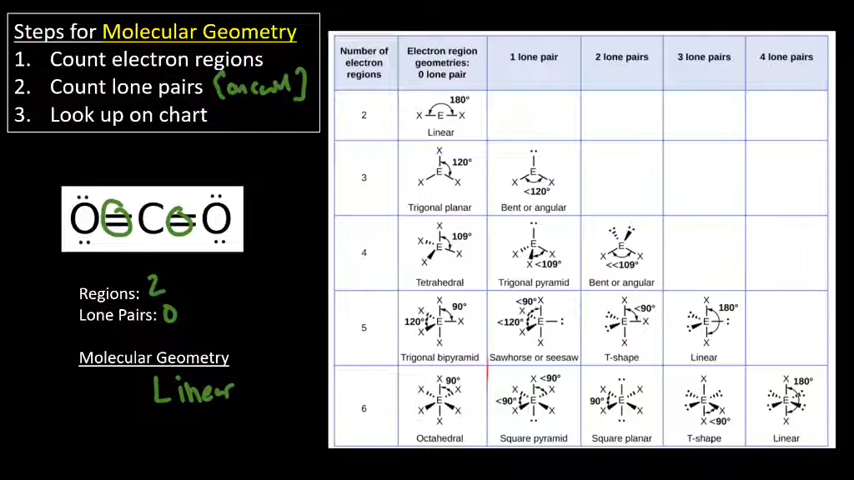 Steps for Molecular Geometry
1. Count electron regions
2. Count lone pairs
3. Look up on chart
O=C=O
Regions: 2
Lone Pairs: 0
Molecular Geometry
Linear
Number of electron regions
Electron region geometries: 0 lone pair
1 lone pair
2 lone pairs
3 lone pairs
4 lone pairs
2
180°
X E X
Linear
3
X
120°
E
X X
Trigonal planar
E
X X
<120°
Bent or angular
4
X
109°
X E
X X
Tetrahedral
E
X X
X <109°
Trigonal pyramid
E
X X
<<109°
Bent or angular
5
X
X 90°
120° E X
X
X
Trigonal bipyramid
<90° X
X
<120° E
X
X
Sawhorse or seesaw
X <90°
E X
X
T-shape
X 180°
E
X
Linear
6
X 90°
X X
E
X X
X
Octahedral
X <90°
X X
<90° E
X X
Square pyramid
X X
90° E
X X
Square planar
X
E
X X
<90°
T-shape
X 180°
E
X
Linear